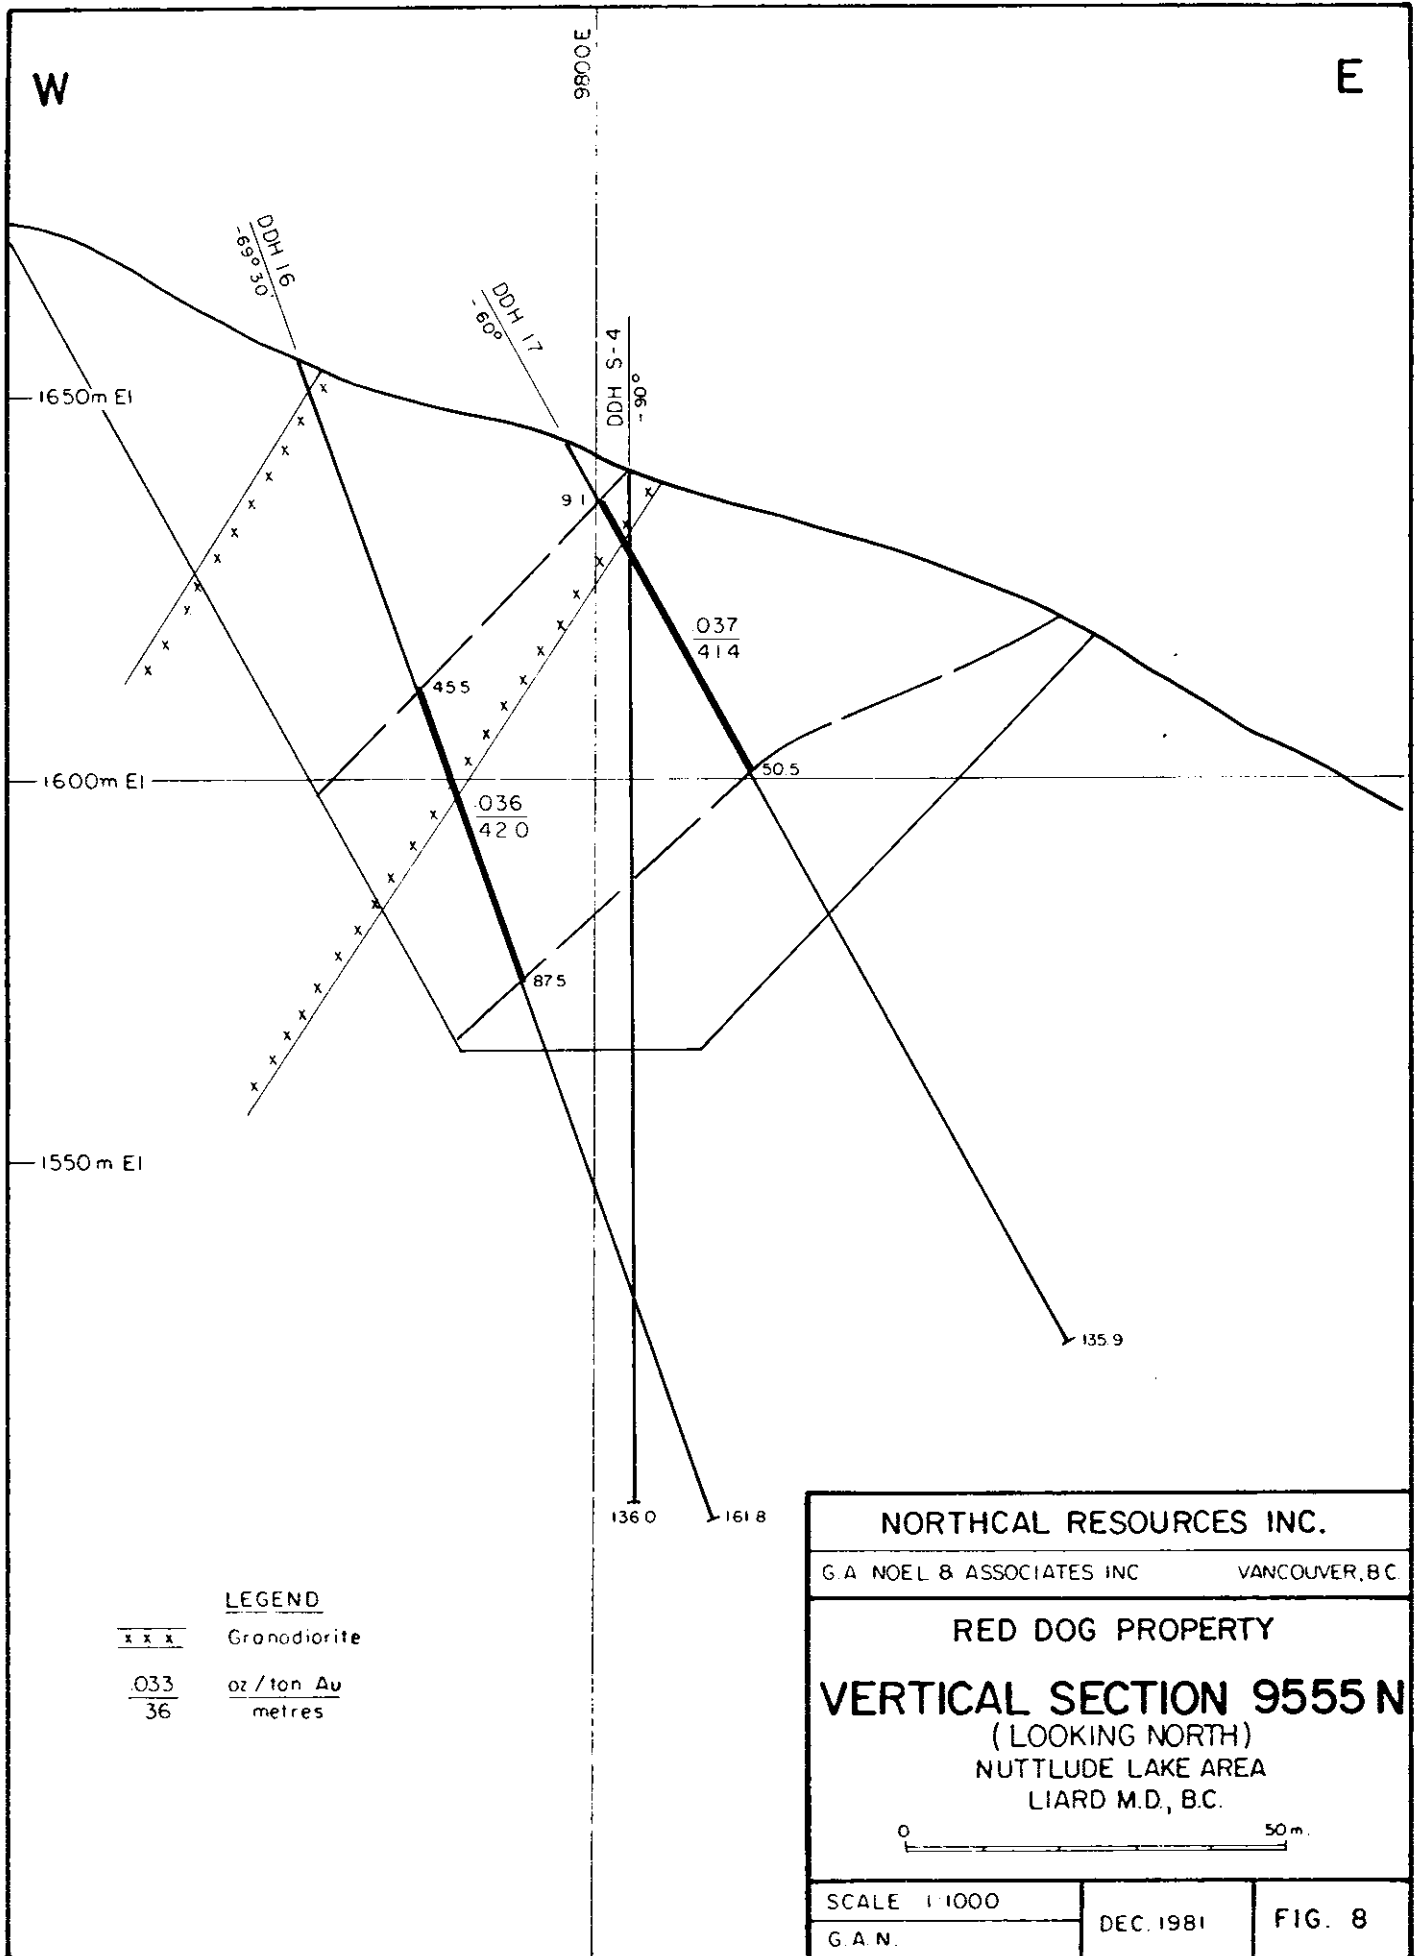 W
E
9800E
DDH 16
-69°30'
DDH 17
-60°
DDH S-4
-90°
1650m El
9.1
.037
41.4
45.5
50.5
1600m El
.036
42.0
87.5
1550m El
135.9
136.0
161.8
LEGEND
x x x Granodiorite
.033 oz/ton Au
36 metres
NORTHCAL RESOURCES INC.
G.A. NOEL & ASSOCIATES INC VANCOUVER, B.C.
RED DOG PROPERTY
VERTICAL SECTION 9555 N
(LOOKING NORTH)
NUTTLUDE LAKE AREA
LIARD M.D., B.C.
0 50 m.
SCALE 1:1000
G.A.N.
DEC. 1981
FIG. 8